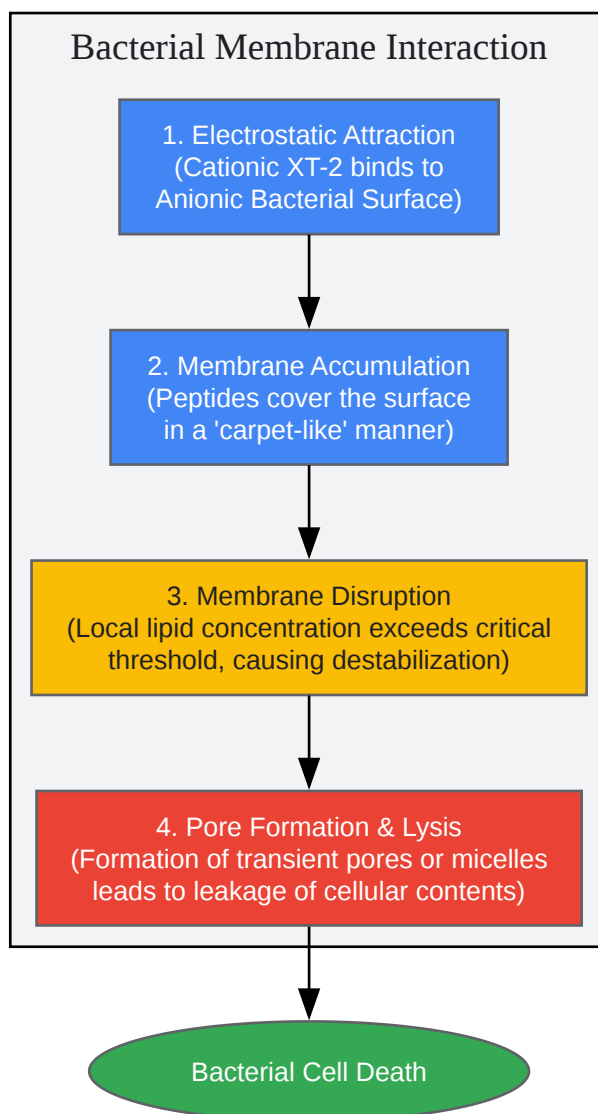 Bacterial Membrane Interaction
1. Electrostatic Attraction
(Cationic XT-2 binds to
Anionic Bacterial Surface)
2. Membrane Accumulation
(Peptides cover the surface
in a 'carpet-like' manner)
3. Membrane Disruption
(Local lipid concentration exceeds critical
threshold, causing destabilization)
4. Pore Formation & Lysis
(Formation of transient pores or micelles
leads to leakage of cellular contents)
Bacterial Cell Death